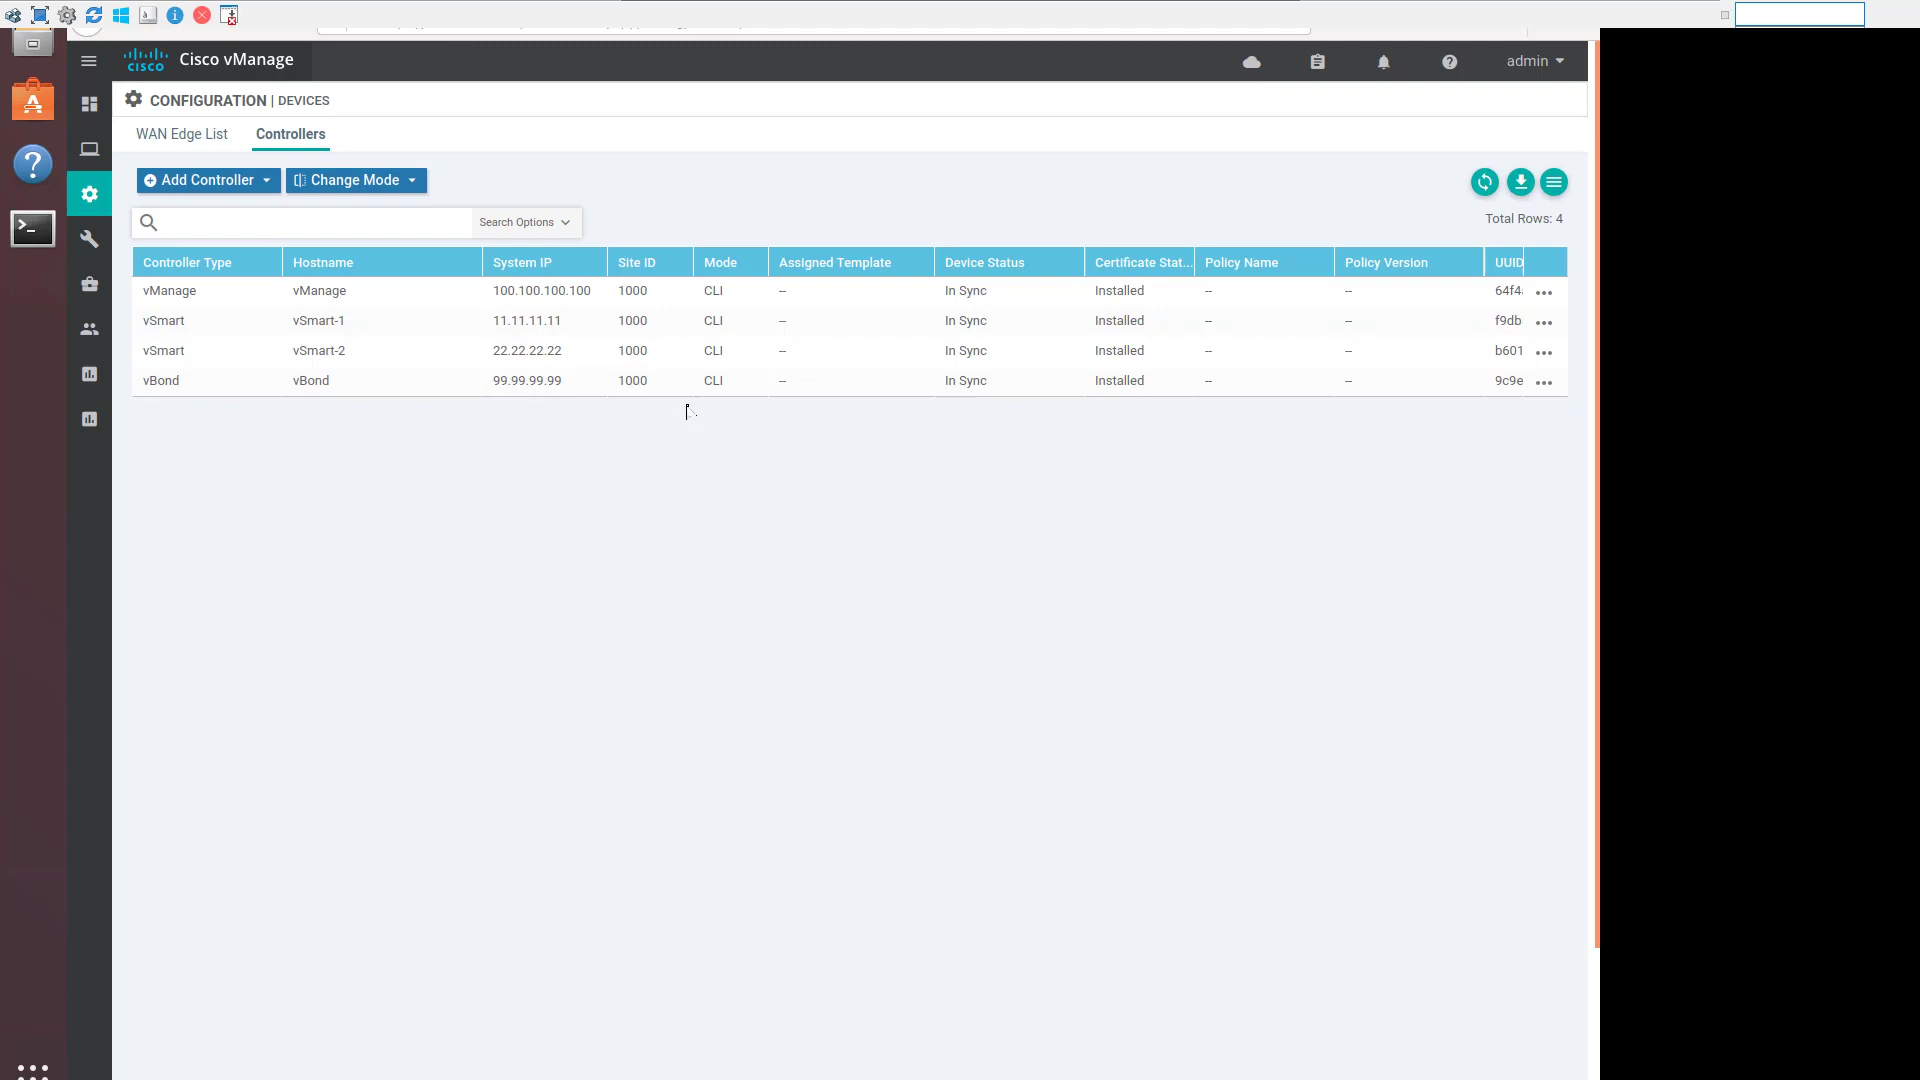 Cisco vManage
admin
CONFIGURATION | DEVICES
WAN Edge List Controllers
Add Controller Change Mode
Search Options
Total Rows: 4
Controller Type Hostname System IP Site ID Mode Assigned Template Device Status Certificate Stat... Policy Name Policy Version UUID
vManage vManage 100.100.100.100 1000 CLI -- In Sync Installed -- -- 64f4
vSmart vSmart-1 11.11.11.11 1000 CLI -- In Sync Installed -- -- f9db
vSmart vSmart-2 22.22.22.22 1000 CLI -- In Sync Installed -- -- b601
vBond vBond 99.99.99.99 1000 CLI -- In Sync Installed -- -- 9c9e